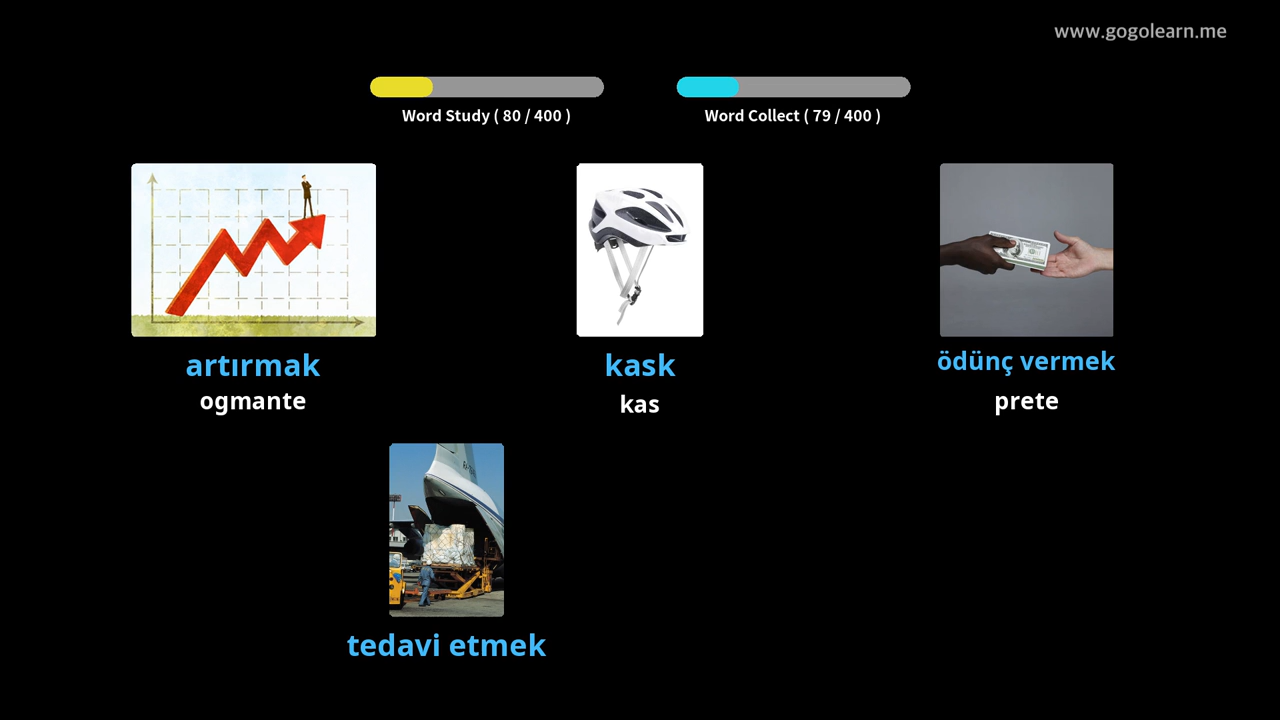 www.gogolearn.me
Word Study ( 80 / 400 )
Word Collect ( 79 / 400 )
artırmak
ogmante
kask
kas
ödünç vermek
prete
tedavi etmek